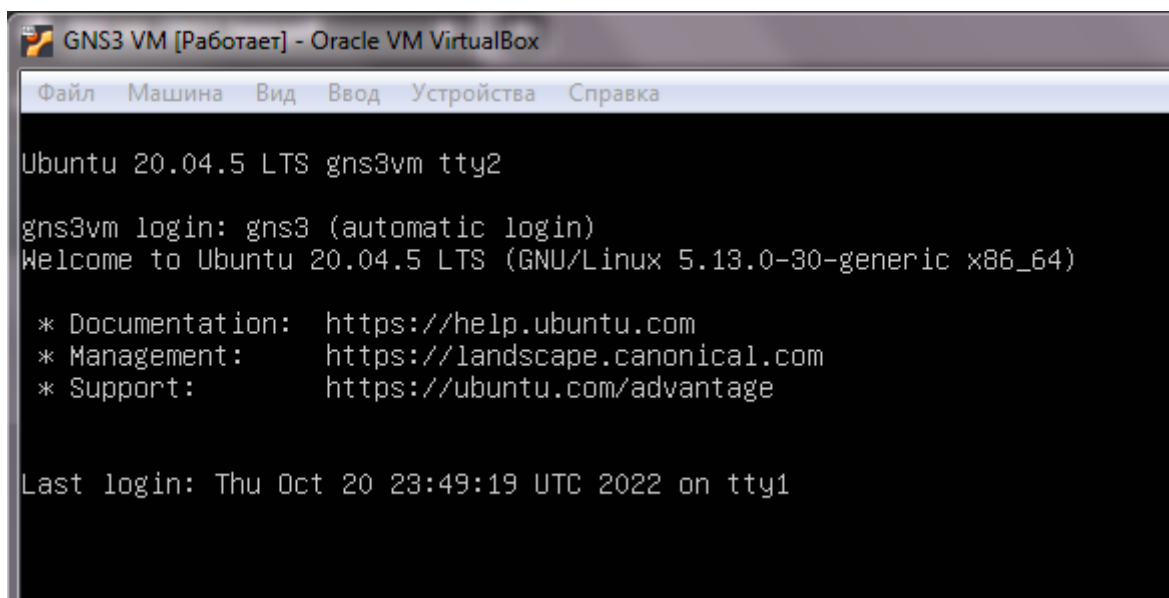 GNS3 VM [Работает] - Oracle VM VirtualBox
Файл Машина Вид Ввод Устройства Справка
Ubuntu 20.04.5 LTS gns3vm tty2
gns3vm login: gns3 (automatic login)
Welcome to Ubuntu 20.04.5 LTS (GNU/Linux 5.13.0-30-generic x86_64)
* Documentation: https://help.ubuntu.com
* Management: https://landscape.canonical.com
* Support: https://ubuntu.com/advantage
Last login: Thu Oct 20 23:49:19 UTC 2022 on tty1